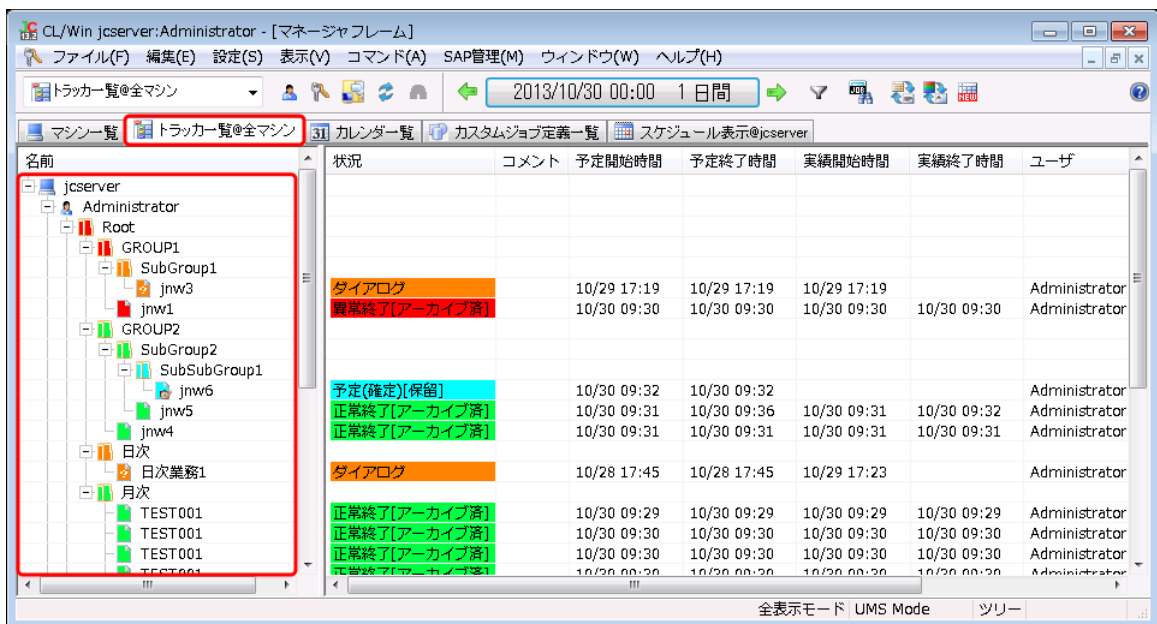 CL/Win jcserver:Administrator - [マネージャフレーム]
ファイル(F) 編集(E) 設定(S) 表示(V) コマンド(A) SAP管理(M) ウィンドウ(W) ヘルプ(H)
トラッカ一覧@全マシン 2013/10/30 00:00 1 日間
マシン一覧 トラッカ一覧@全マシン カレンダ一覧 カスタムジョブ定義一覧 スケジュール表示@jcserver
名前 状況 コメント 予定開始時間 予定終了時間 実績開始時間 実績終了時間 ユーザ
jcserver
Administrator
Root
GROUP1
SubGroup1
jnw3 ダイアログ 10/29 17:19 10/29 17:19 10/29 17:19 Administrator
jnw1 異常終了[アーカイブ済] 10/30 09:30 10/30 09:30 10/30 09:30 10/30 09:30 Administrator
GROUP2
SubGroup2
SubSubGroup1
jnw6 予定(確定)[保留] 10/30 09:32 10/30 09:32 Administrator
jnw5 正常終了[アーカイブ済] 10/30 09:31 10/30 09:36 10/30 09:31 10/30 09:32 Administrator
jnw4 正常終了[アーカイブ済] 10/30 09:31 10/30 09:31 10/30 09:31 10/30 09:31 Administrator
日次
日次業務1 ダイアログ 10/28 17:45 10/28 17:45 10/29 17:23 Administrator
月次
TEST001 正常終了[アーカイブ済] 10/30 09:29 10/30 09:29 10/30 09:29 10/30 09:29 Administrator
TEST001 正常終了[アーカイブ済] 10/30 09:30 10/30 09:30 10/30 09:30 10/30 09:30 Administrator
TEST001 正常終了[アーカイブ済] 10/30 09:30 10/30 09:30 10/30 09:30 10/30 09:30 Administrator
全表示モード UMS Mode ツリー